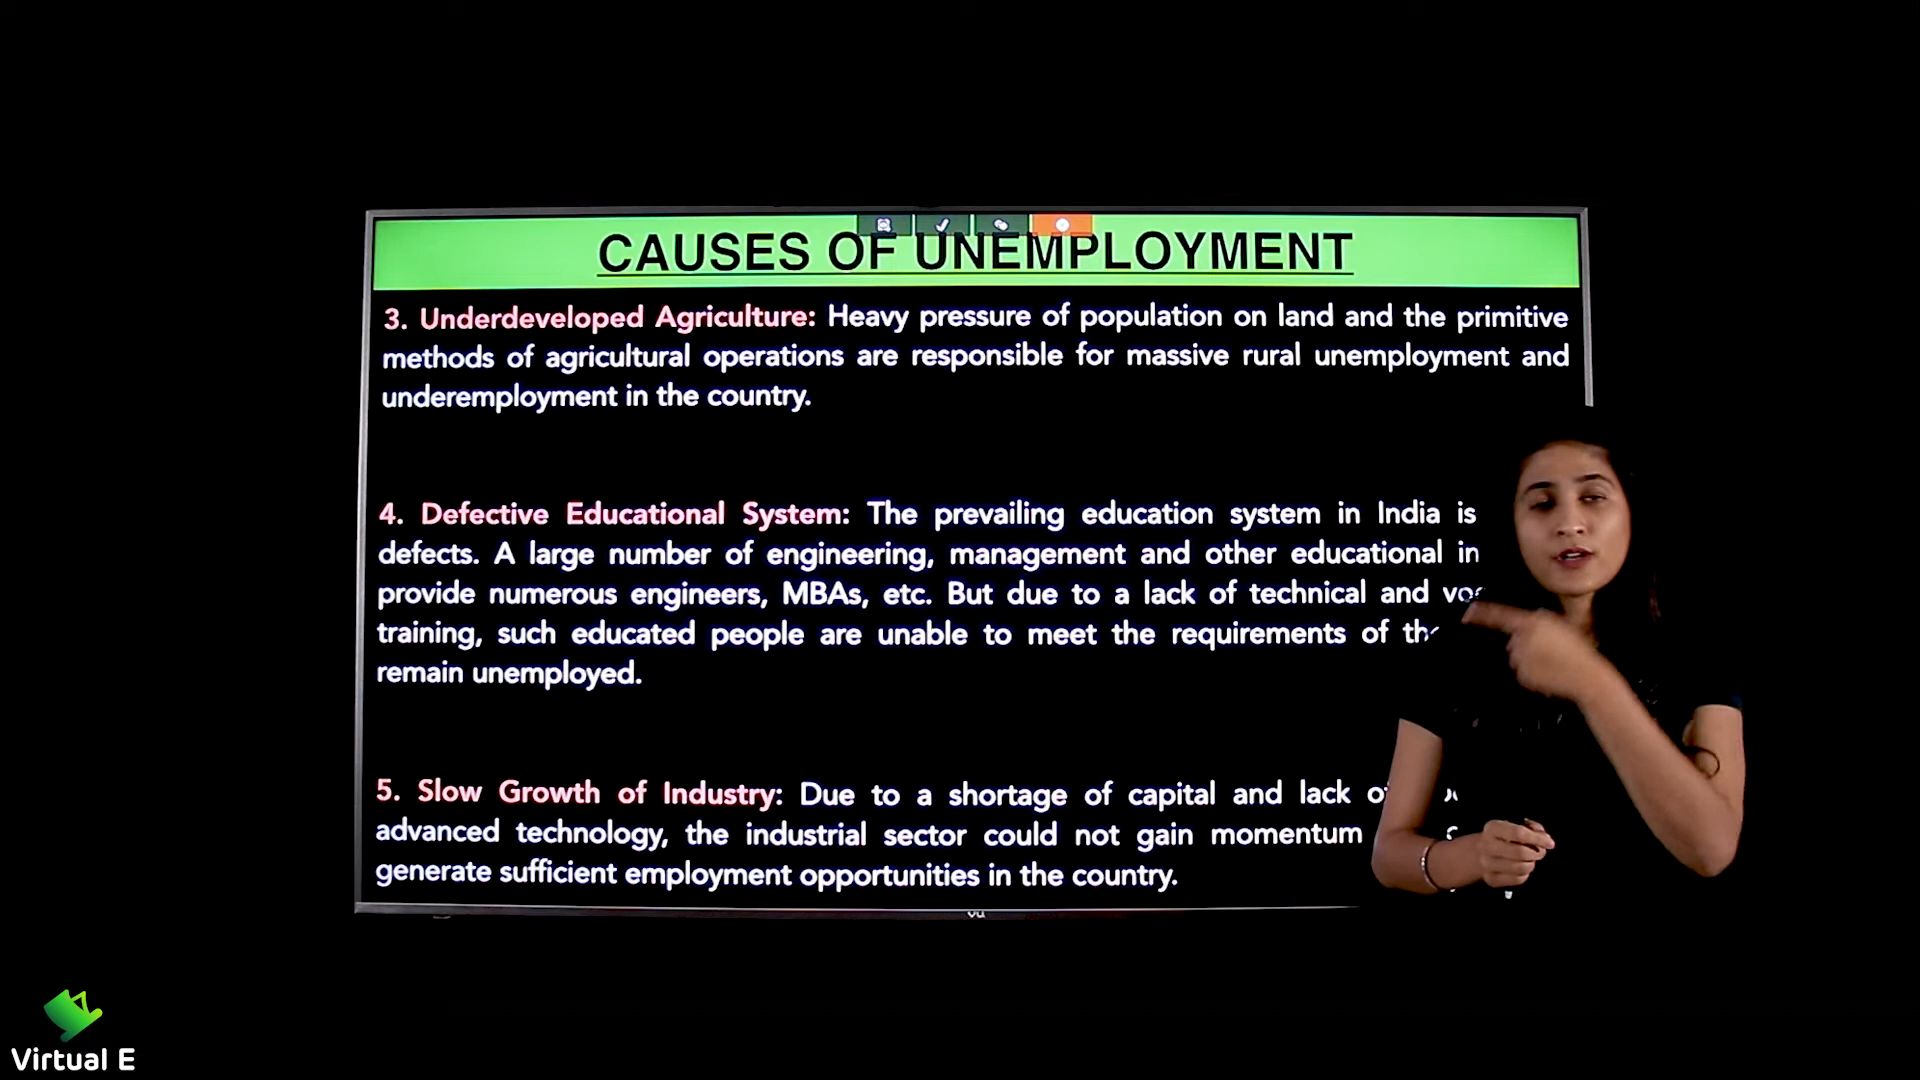 CAUSES OF UNEMPLOYMENT
3. Underdeveloped Agriculture: Heavy pressure of population on land and the primitive
methods of agricultural operations are responsible for massive rural unemployment and
underemployment in the country.
4. Defective Educational System: The prevailing education system in India is
defects. A large number of engineering, management and other educational
provide numerous engineers, MBAs, etc. But due to a lack of technical and
training, such educated people are unable to meet the requirements of
remain unemployed.
5. Slow Growth of Industry: Due to a shortage of capital and lack
advanced technology, the industrial sector could not gain momentum
generate sufficient employment opportunities in the country.
Vu
Virtual E